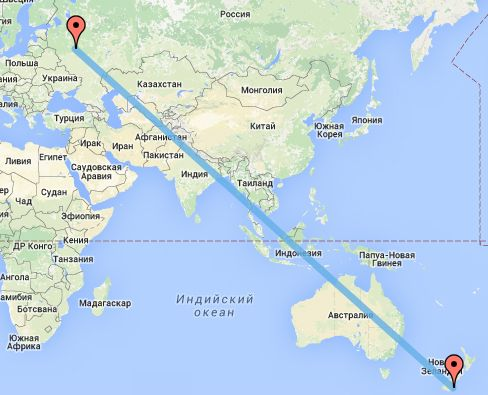 Швеция
Россия
Польша
Украина
Казахстан
Монголия
Турция
Ирак
Иран
Афганистан
Пакистан
Китай
Южная
Корея
Япония
Ливия
Египет
Саудовская
Аравия
Индия
Таиланд
Чад
Судан
Эфиопия
ДР Конго
Кения
Танзания
Индонезия
Папуа-Новая
Гвинея
Ангола
Ботсвана
Мадагаскар
Индийский
океан
Австралия
Южная
Африка